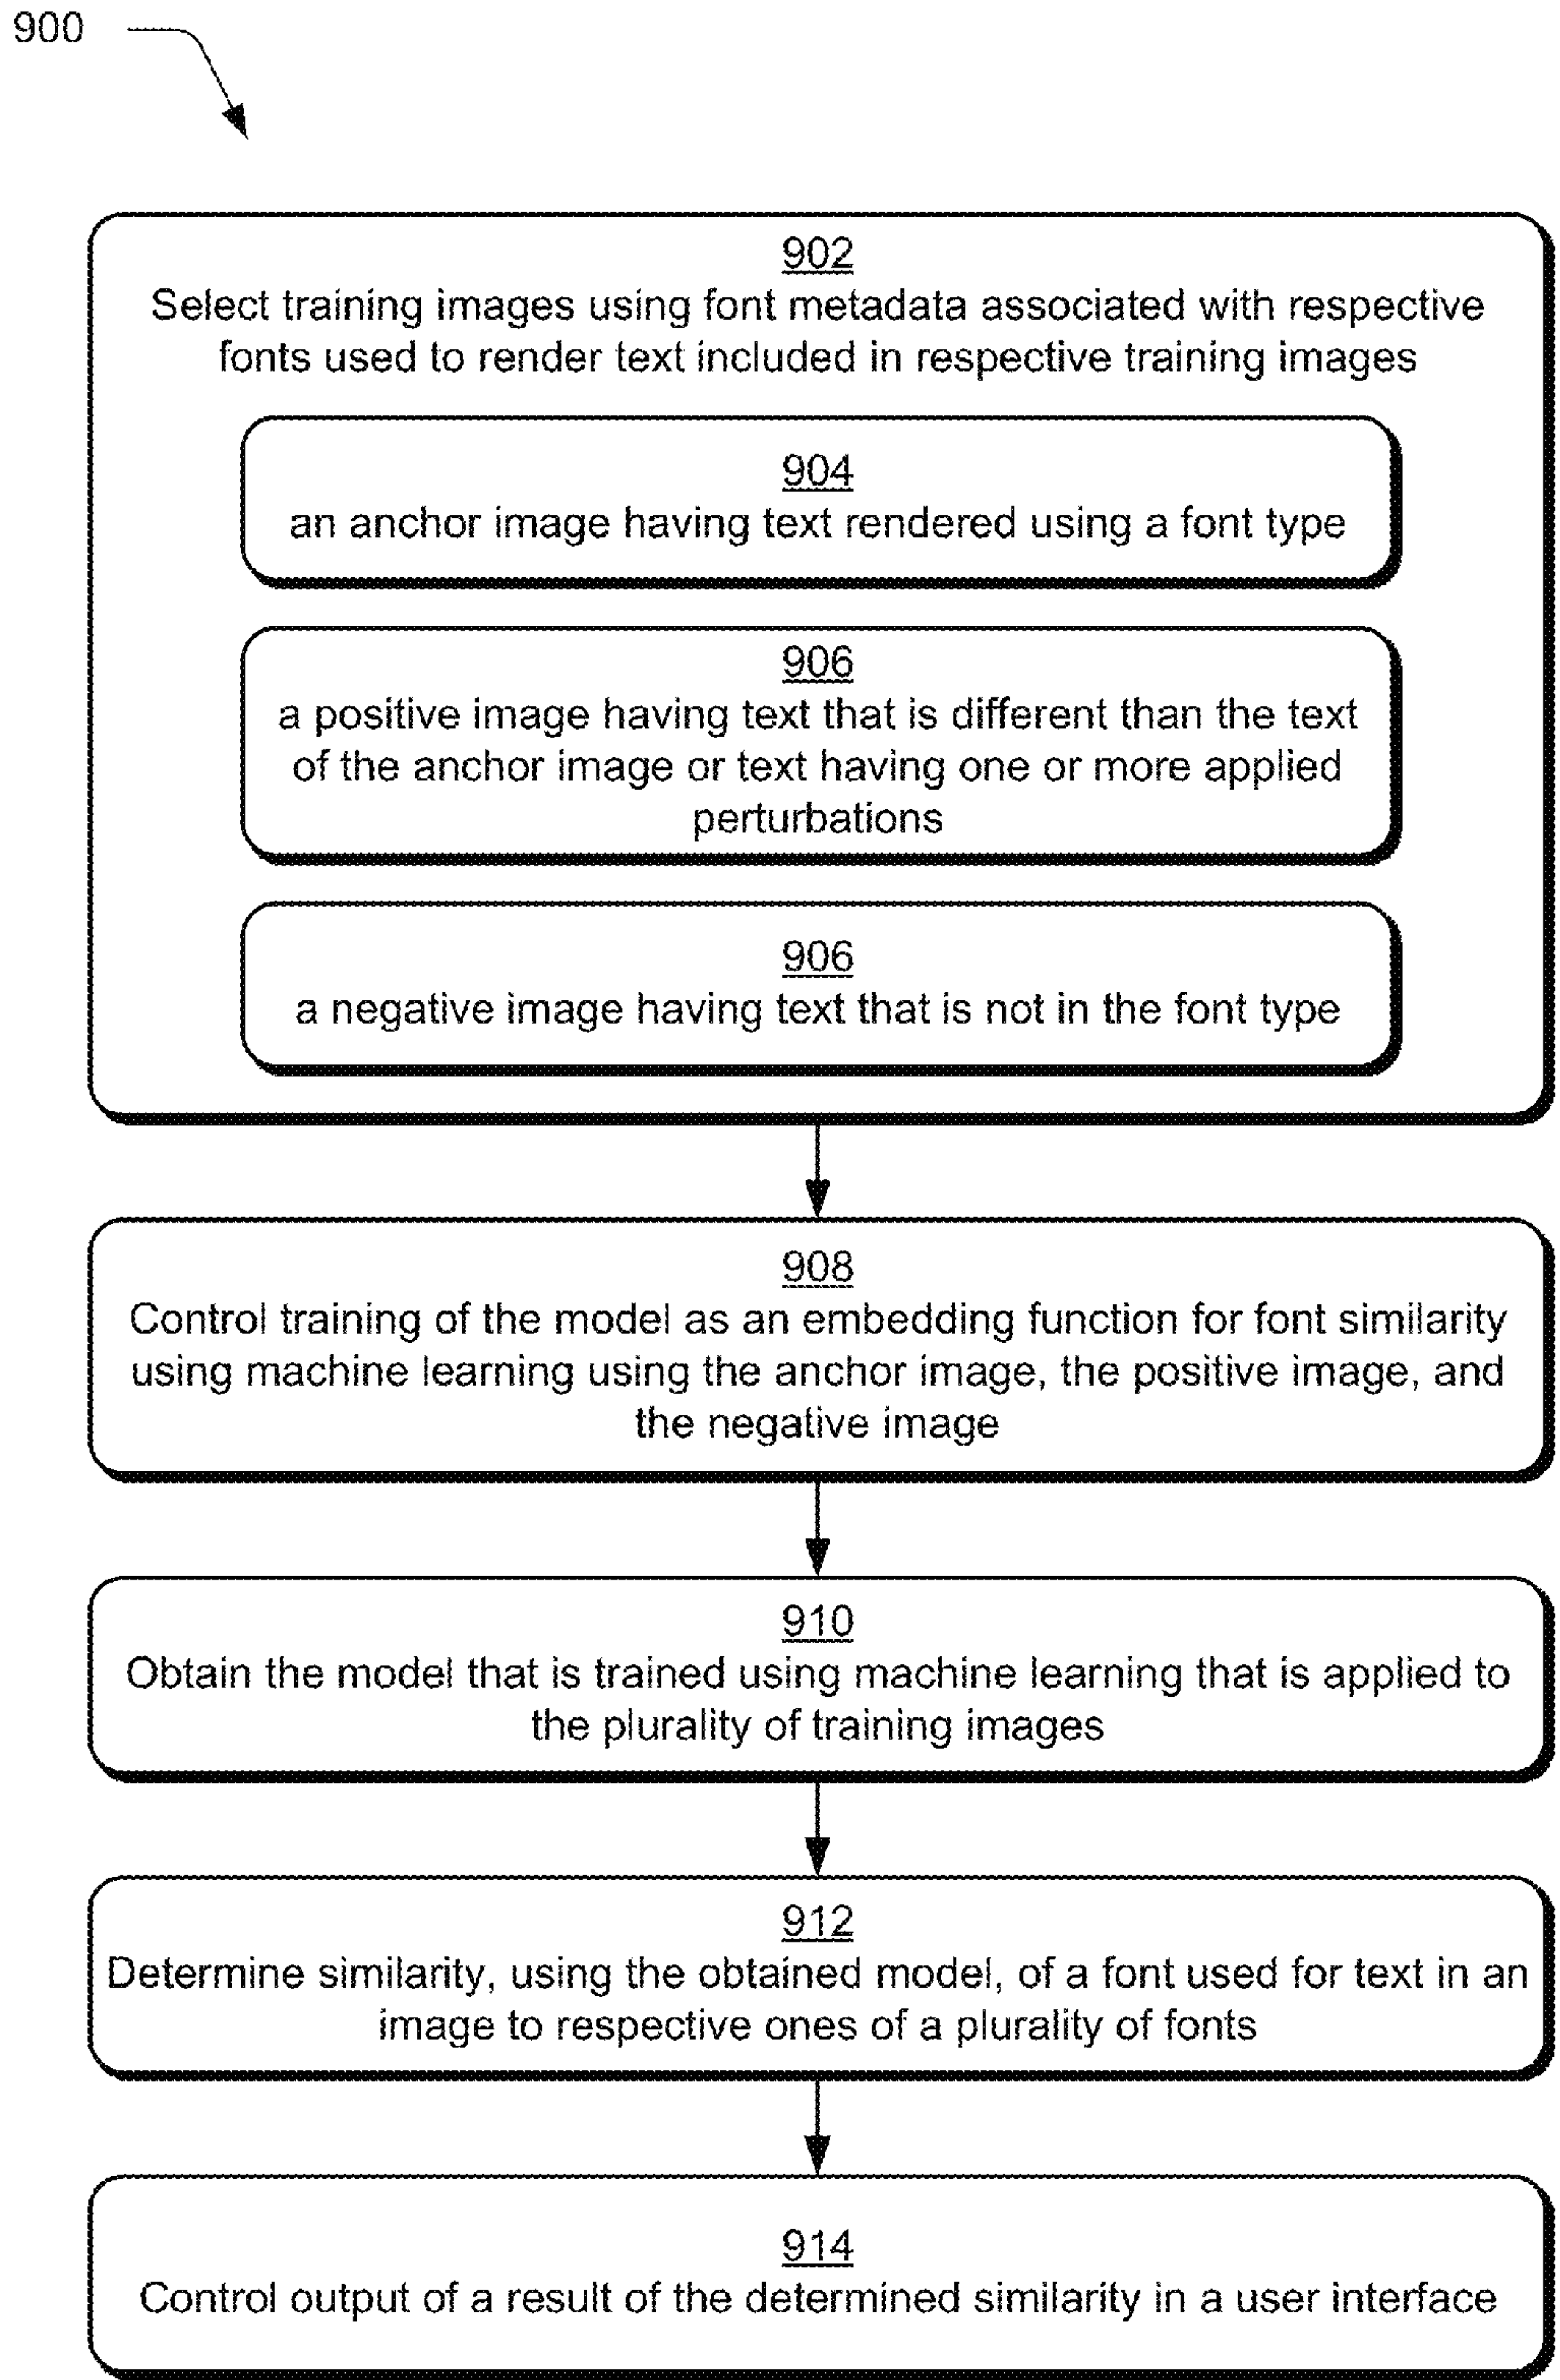 900
902
Select training images using font metadata associated with respective
fonts used to render text included in respective training images
904
an anchor image having text rendered using a font type
906
a positive image having text that is different than the text
of the anchor image or text having one or more applied
perturbations
906
a negative image having text that is not in the font type
908
Control training of the model as an embedding function for font similarity
using machine learning using the anchor image, the positive image, and
the negative image
910
Obtain the model that is trained using machine learning that is applied to
the plurality of training images
912
Determine similarity, using the obtained model, of a font used for text in an
image to respective ones of a plurality of fonts
914
Control output of a result of the determined similarity in a user interface